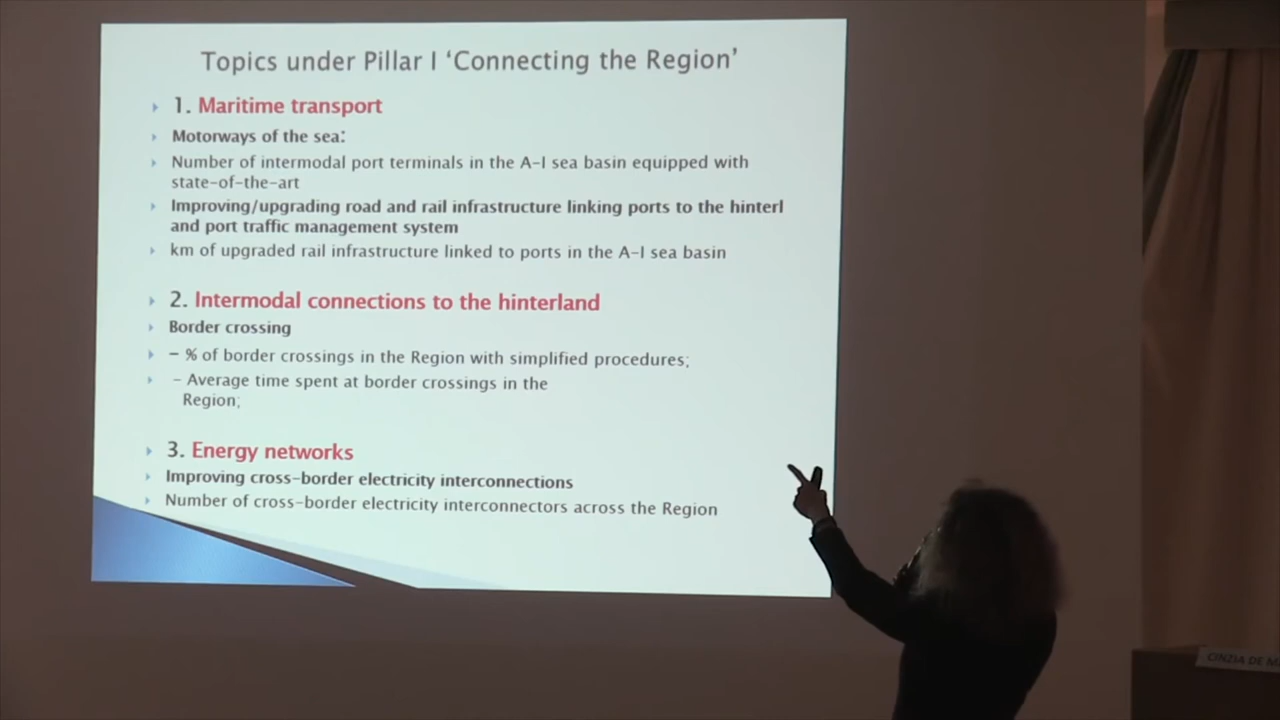 Topics under Pillar I ‘Connecting the Region’
1. Maritime transport
Motorways of the sea:
Number of intermodal port terminals in the A-I sea basin equipped with
state-of-the-art
Improving/upgrading road and rail infrastructure linking ports to the hinterl
and port traffic management system
km of upgraded rail infrastructure linked to ports in the A-I sea basin
2. Intermodal connections to the hinterland
Border crossing
- % of border crossings in the Region with simplified procedures;
- Average time spent at border crossings in the
Region;
3. Energy networks
Improving cross-border electricity interconnections
Number of cross-border electricity interconnectors across the Region
CINZIA DE M